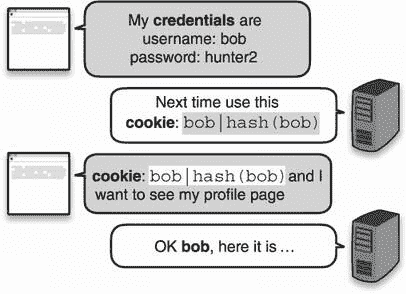 My credentials are
username: bob
password: hunter2
Next time use this
cookie: bob|hash(bob)
cookie: bob|hash(bob) and I
want to see my profile page
OK bob, here it is ...